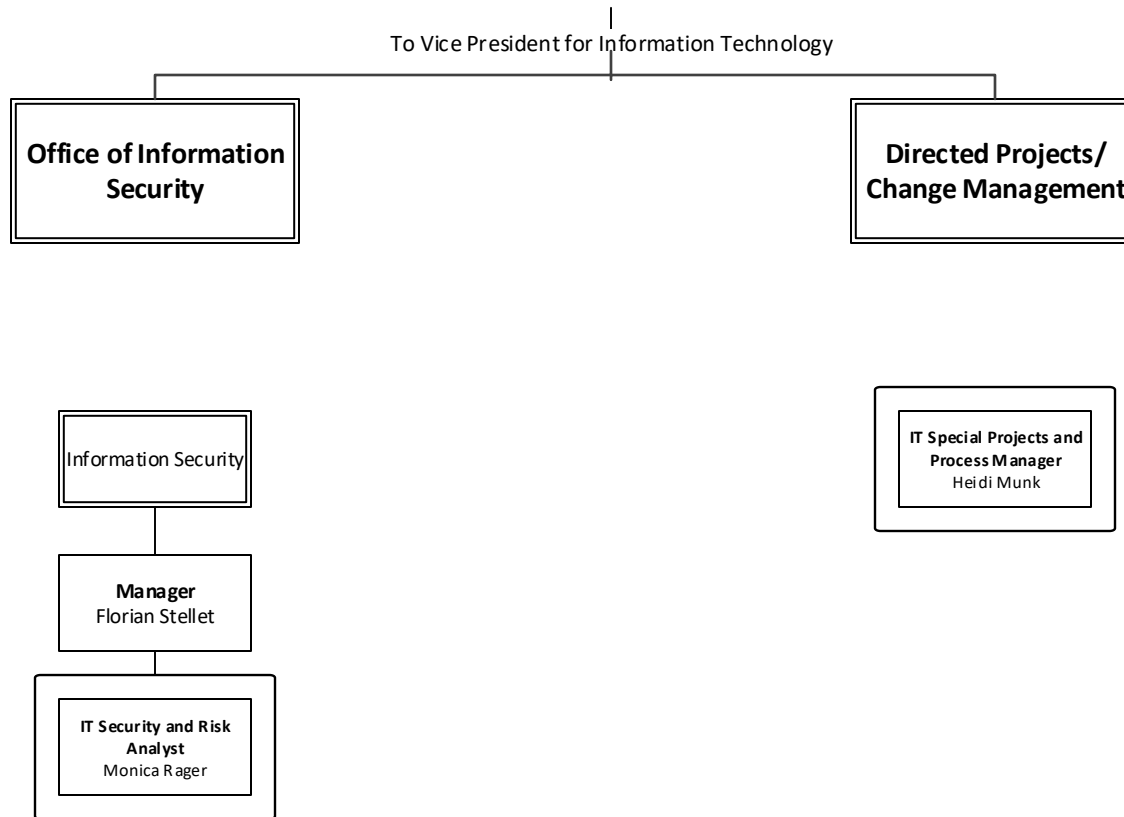 To Vice President for Information Technology
Office of Information
Security
Directed Projects/
Change Management
Information Security
Manager
Florian Stellet
IT Security and Risk
Analyst
Monica Rager
IT Special Projects and
Process Manager
Heidi Munk